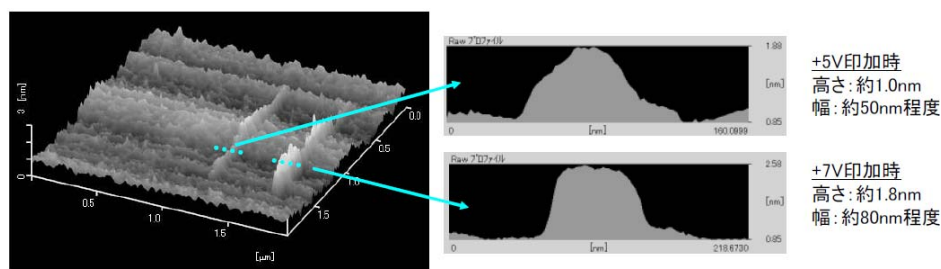 3 [nm]
0
0.5
1.0
1.5
[μm]
0.0
0.5
1.0
1.5
Raw プロファイル
1.88
[nm]
0.85
0
[nm]
160.0999
+5V印加時
高さ：約1.0nm
幅：約50nm程度
Raw プロファイル
2.58
[nm]
0.85
0
[nm]
218.6730
+7V印加時
高さ：約1.8nm
幅：約80nm程度